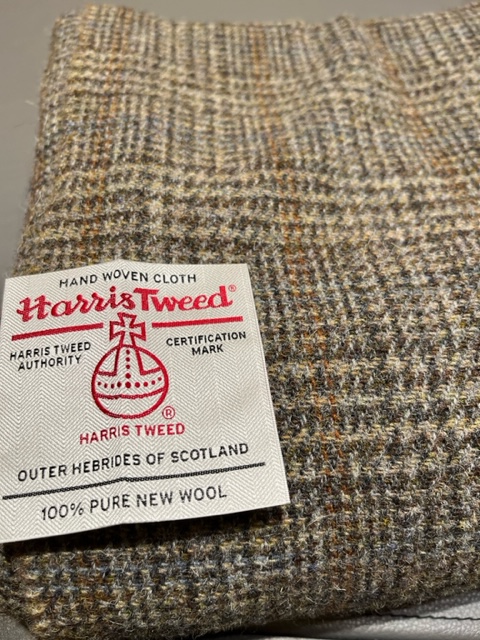 HAND WOVEN CLOTH
Harris Tweed®
HARRIS TWEED
AUTHORITY
CERTIFICATION
MARK
®
HARRIS TWEED
OUTER HEBRIDES OF SCOTLAND
100% PURE NEW WOOL